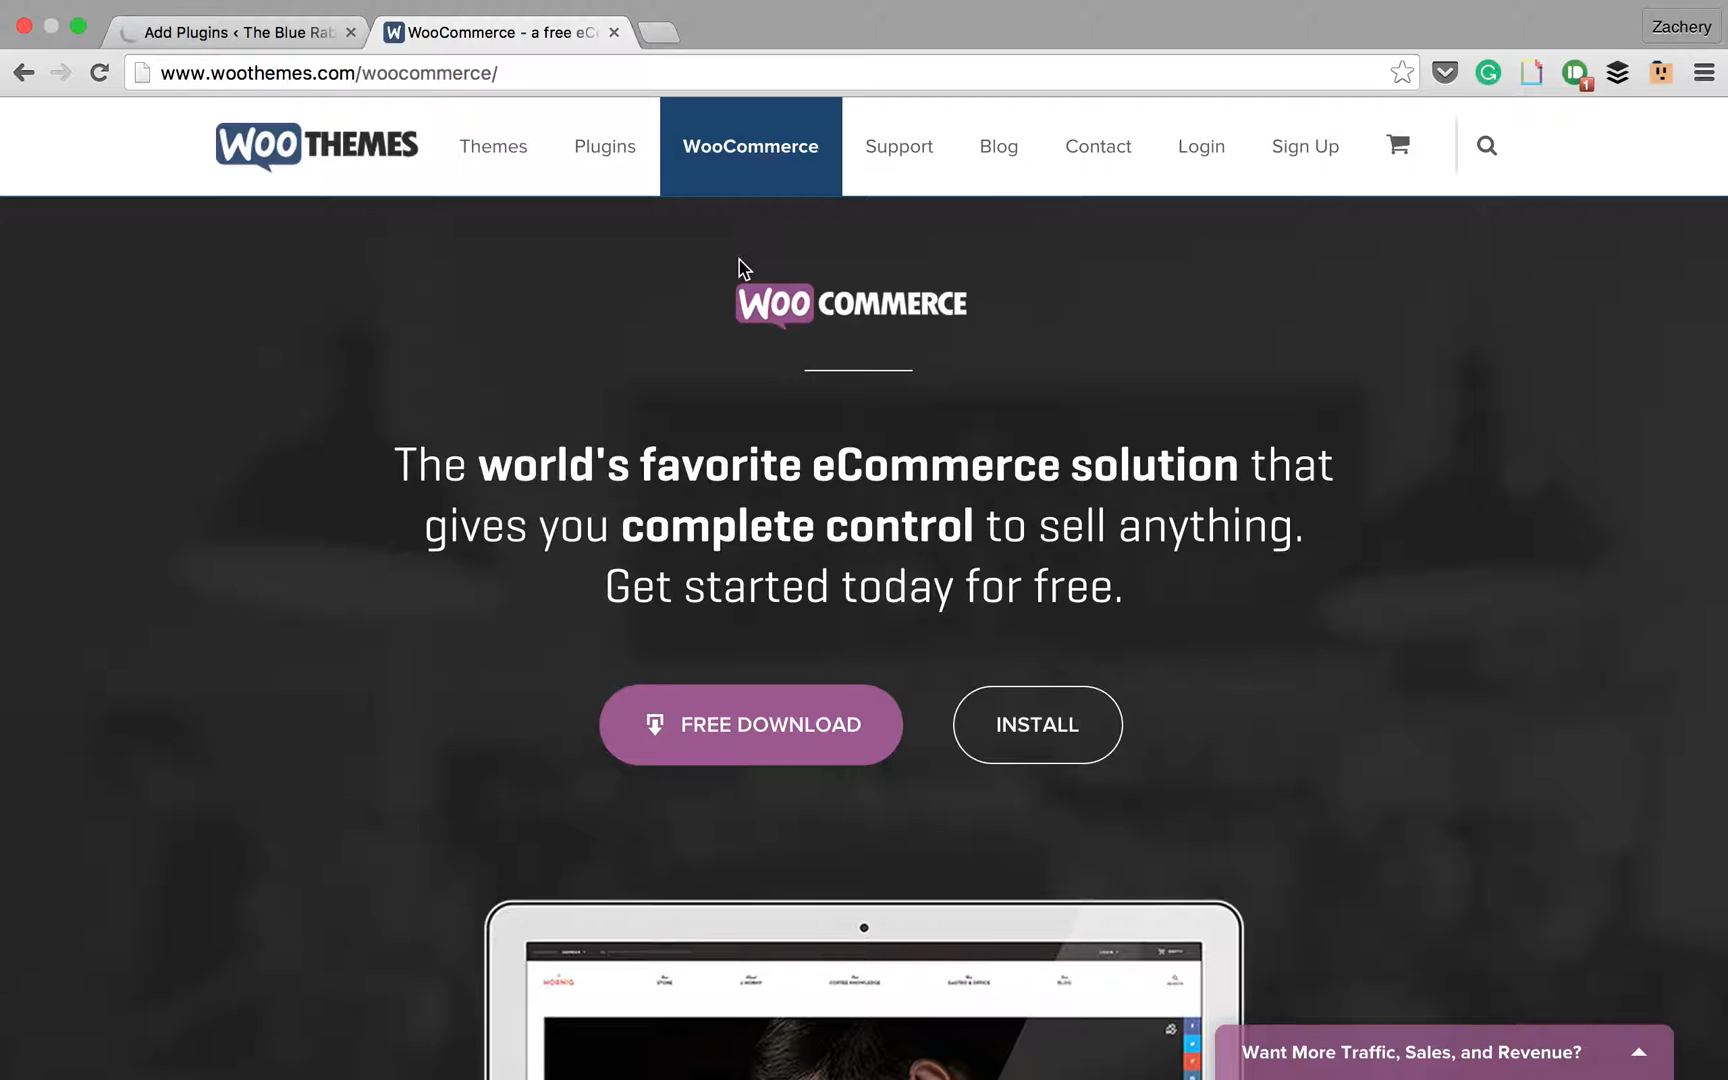 Add Plugins ‹ The Blue Rab
WooCommerce - a free eC
Zachery
www.woothemes.com/woocommerce/
1
WOOTHEMES
Themes
Plugins
WooCommerce
Support
Blog
Contact
Login
Sign Up
WOOCOMMERCE
The world's favorite eCommerce solution that
gives you complete control to sell anything.
Get started today for free.
FREE DOWNLOAD
INSTALL
Want More Traffic, Sales, and Revenue?